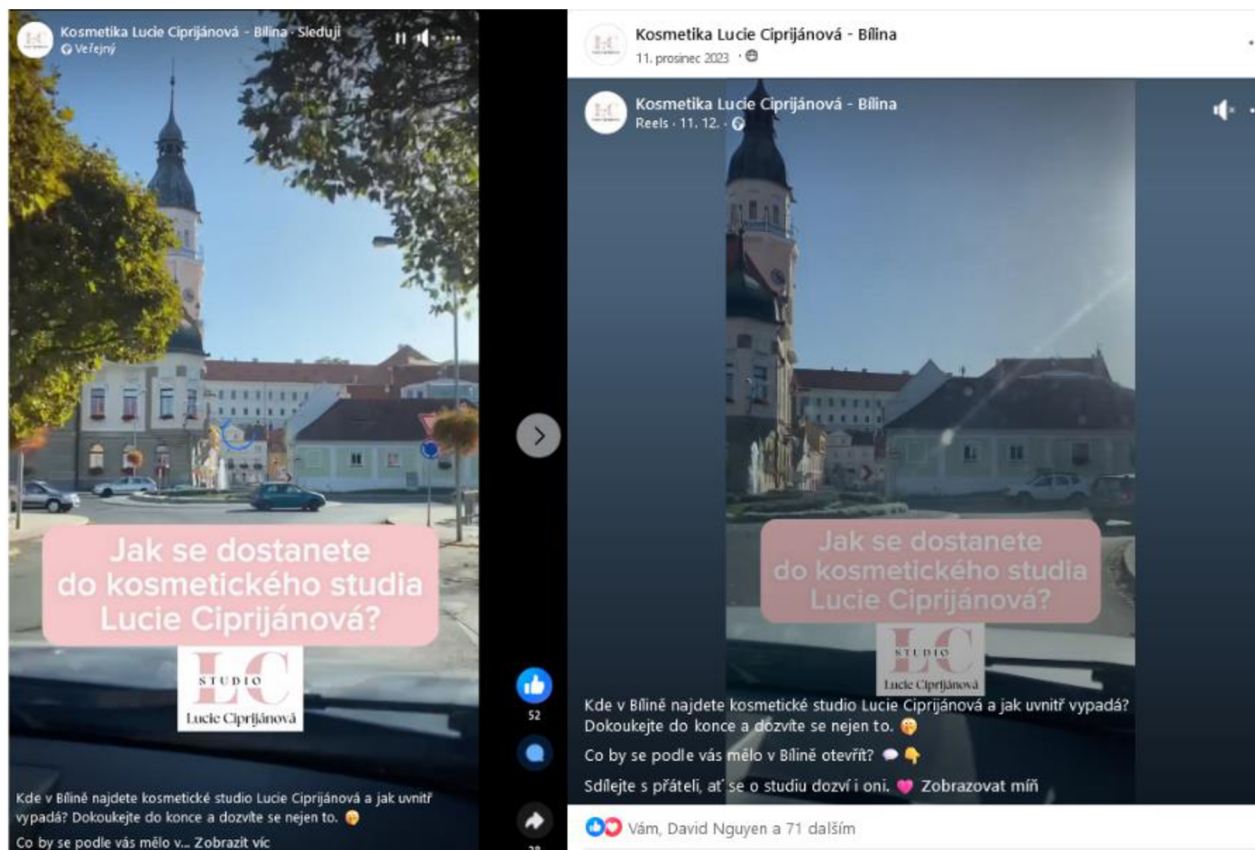 Kosmetika Lucie Ciprijánová - Bílina · Sleduji
Veřejný
Jak se dostanete
do kosmetického studia
Lucie Ciprijánová?
LC
STUDIO
Lucie Ciprijánová
52
Kde v Bílině najdete kosmetické studio Lucie Ciprijánová a jak uvnitř
vypadá? Dokoukejte do konce a dozvíte se nejen to. 🤫
Co by se podle vás mělo v... Zobrazit víc
28
Kosmetika Lucie Ciprijánová - Bílina
11. prosinec 2023 ·
Kosmetika Lucie Ciprijánová - Bílina
Reels · 11. 12. ·
Jak se dostanete
do kosmetického studia
Lucie Ciprijánová?
LC
STUDIO
Lucie Ciprijánová
Kde v Bílině najdete kosmetické studio Lucie Ciprijánová a jak uvnitř vypadá?
Dokoukejte do konce a dozvíte se nejen to. 🤫
Co by se podle vás mělo v Bílině otevřít? 💬👇
Sdílejte s přáteli, ať se o studiu dozví i oni. 💗 Zobrazovat míň
Vám, David Nguyen a 71 dalším